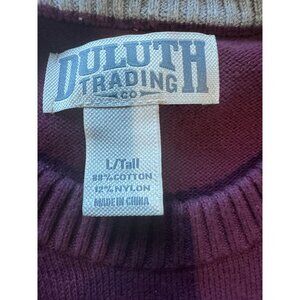 DULUTH
TRADING
CO
L/Tall
88% COTTON
12% NYLON
MADE IN CHINA